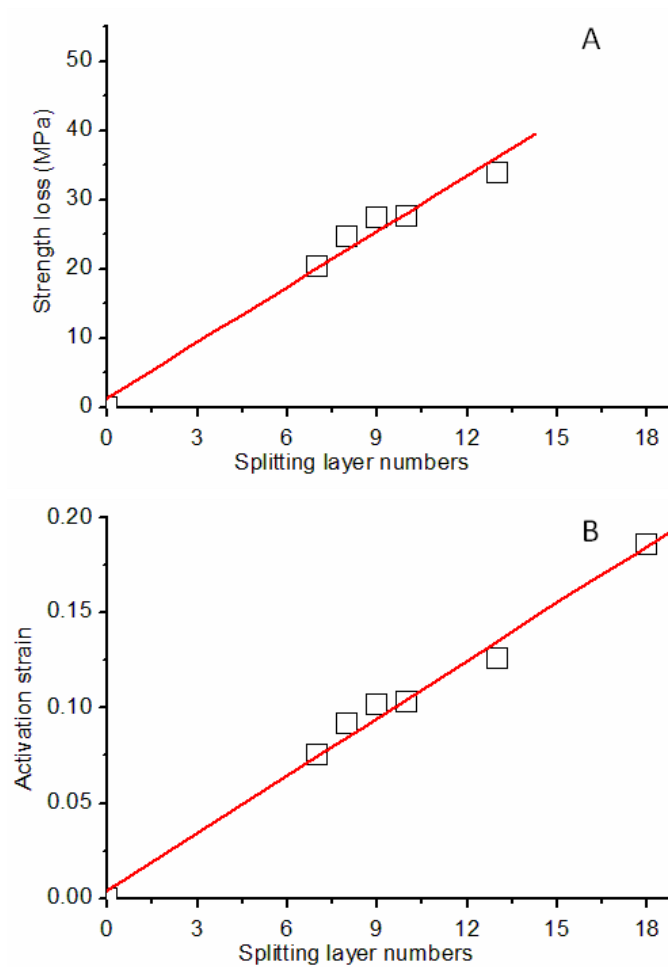 A
Strength loss (MPa)
50
40
30
20
10
0
0 3 6 9 12 15 18
Splitting layer numbers
B
Activation strain
0.20
0.15
0.10
0.05
0.00
0 3 6 9 12 15 18
Splitting layer numbers